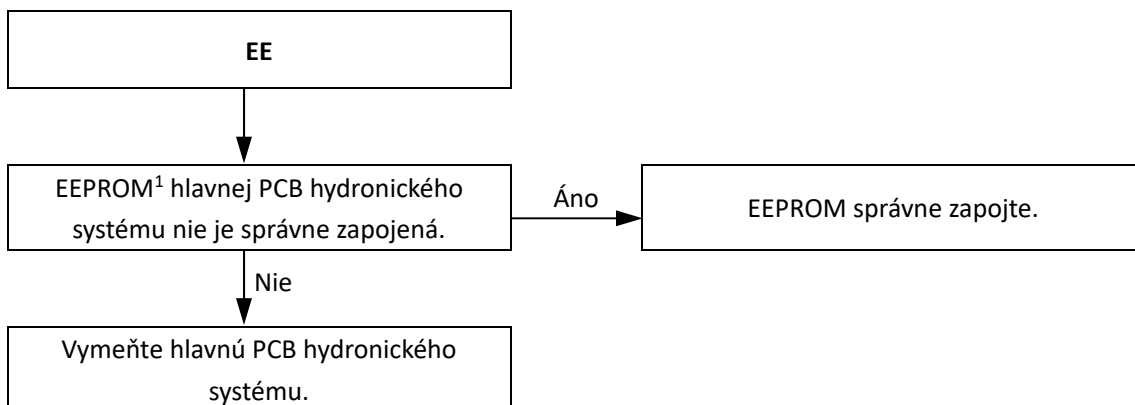 EE
EEPROM¹ hlavnej PCB hydronického
systému nie je správne zapojená.
Áno
EEPROM správne zapojte.
Nie
Vymeňte hlavnú PCB hydronického
systému.